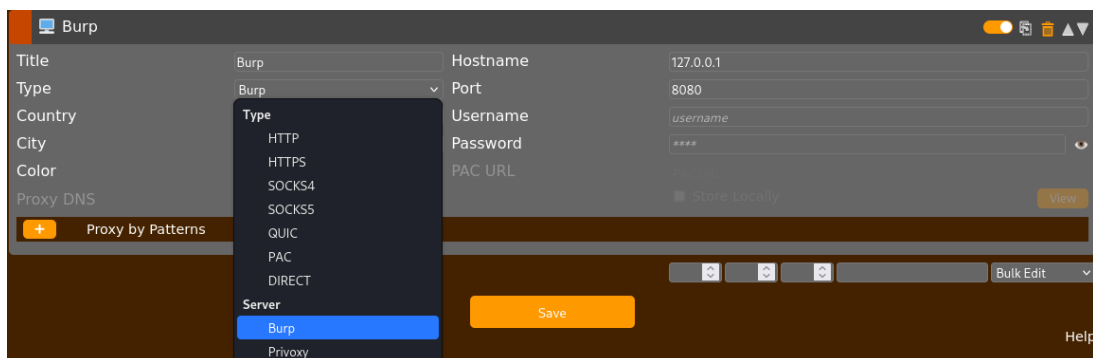 Burp
Title Burp Hostname 127.0.0.1
Type Burp Port 8080
Country Username username
City Password ****
Color PAC URL
Proxy DNS Store Locally View
+ Proxy by Patterns
Type
HTTP
HTTPS
SOCKS4
SOCKS5
QUIC
PAC
DIRECT
Server
Burp
Privoxy
Bulk Edit
Save
Help